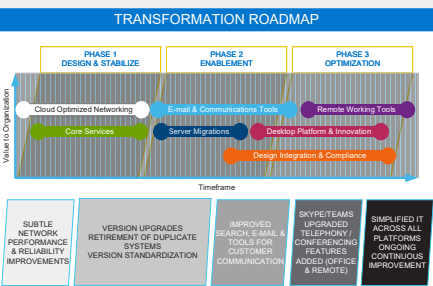 TRANSFORMATION ROADMAP
PHASE 1
DESIGN & STABILIZE
PHASE 2
ENABLEMENT
PHASE 3
OPTIMIZATION
Value to Organization
Cloud Optimized Networking
E-mail & Communications Tools
Remote Working Tools
Core Services
Server Migrations
Desktop Platform & Innovation
Design Integration & Compliance
Timeframe
SUBTLE
NETWORK
PERFORMANCE
& RELIABILITY
IMPROVEMENTS
VERSION UPGRADES
RETIREMENT OF DUPLICATE
SYSTEMS
VERSION STANDARDIZATION
IMPROVED
SEARCH, E-MAIL &
TOOLS FOR
CUSTOMER
COMMUNICATION
SKYPE/TEAMS
UPGRADED
TELEPHONY /
CONFERENCING
FEATURES
ADDED (OFFICE
& REMOTE)
SIMPLIFIED IT
ACROSS ALL
PLATFORMS
ONGOING
CONTINUOUS
IMPROVEMENT